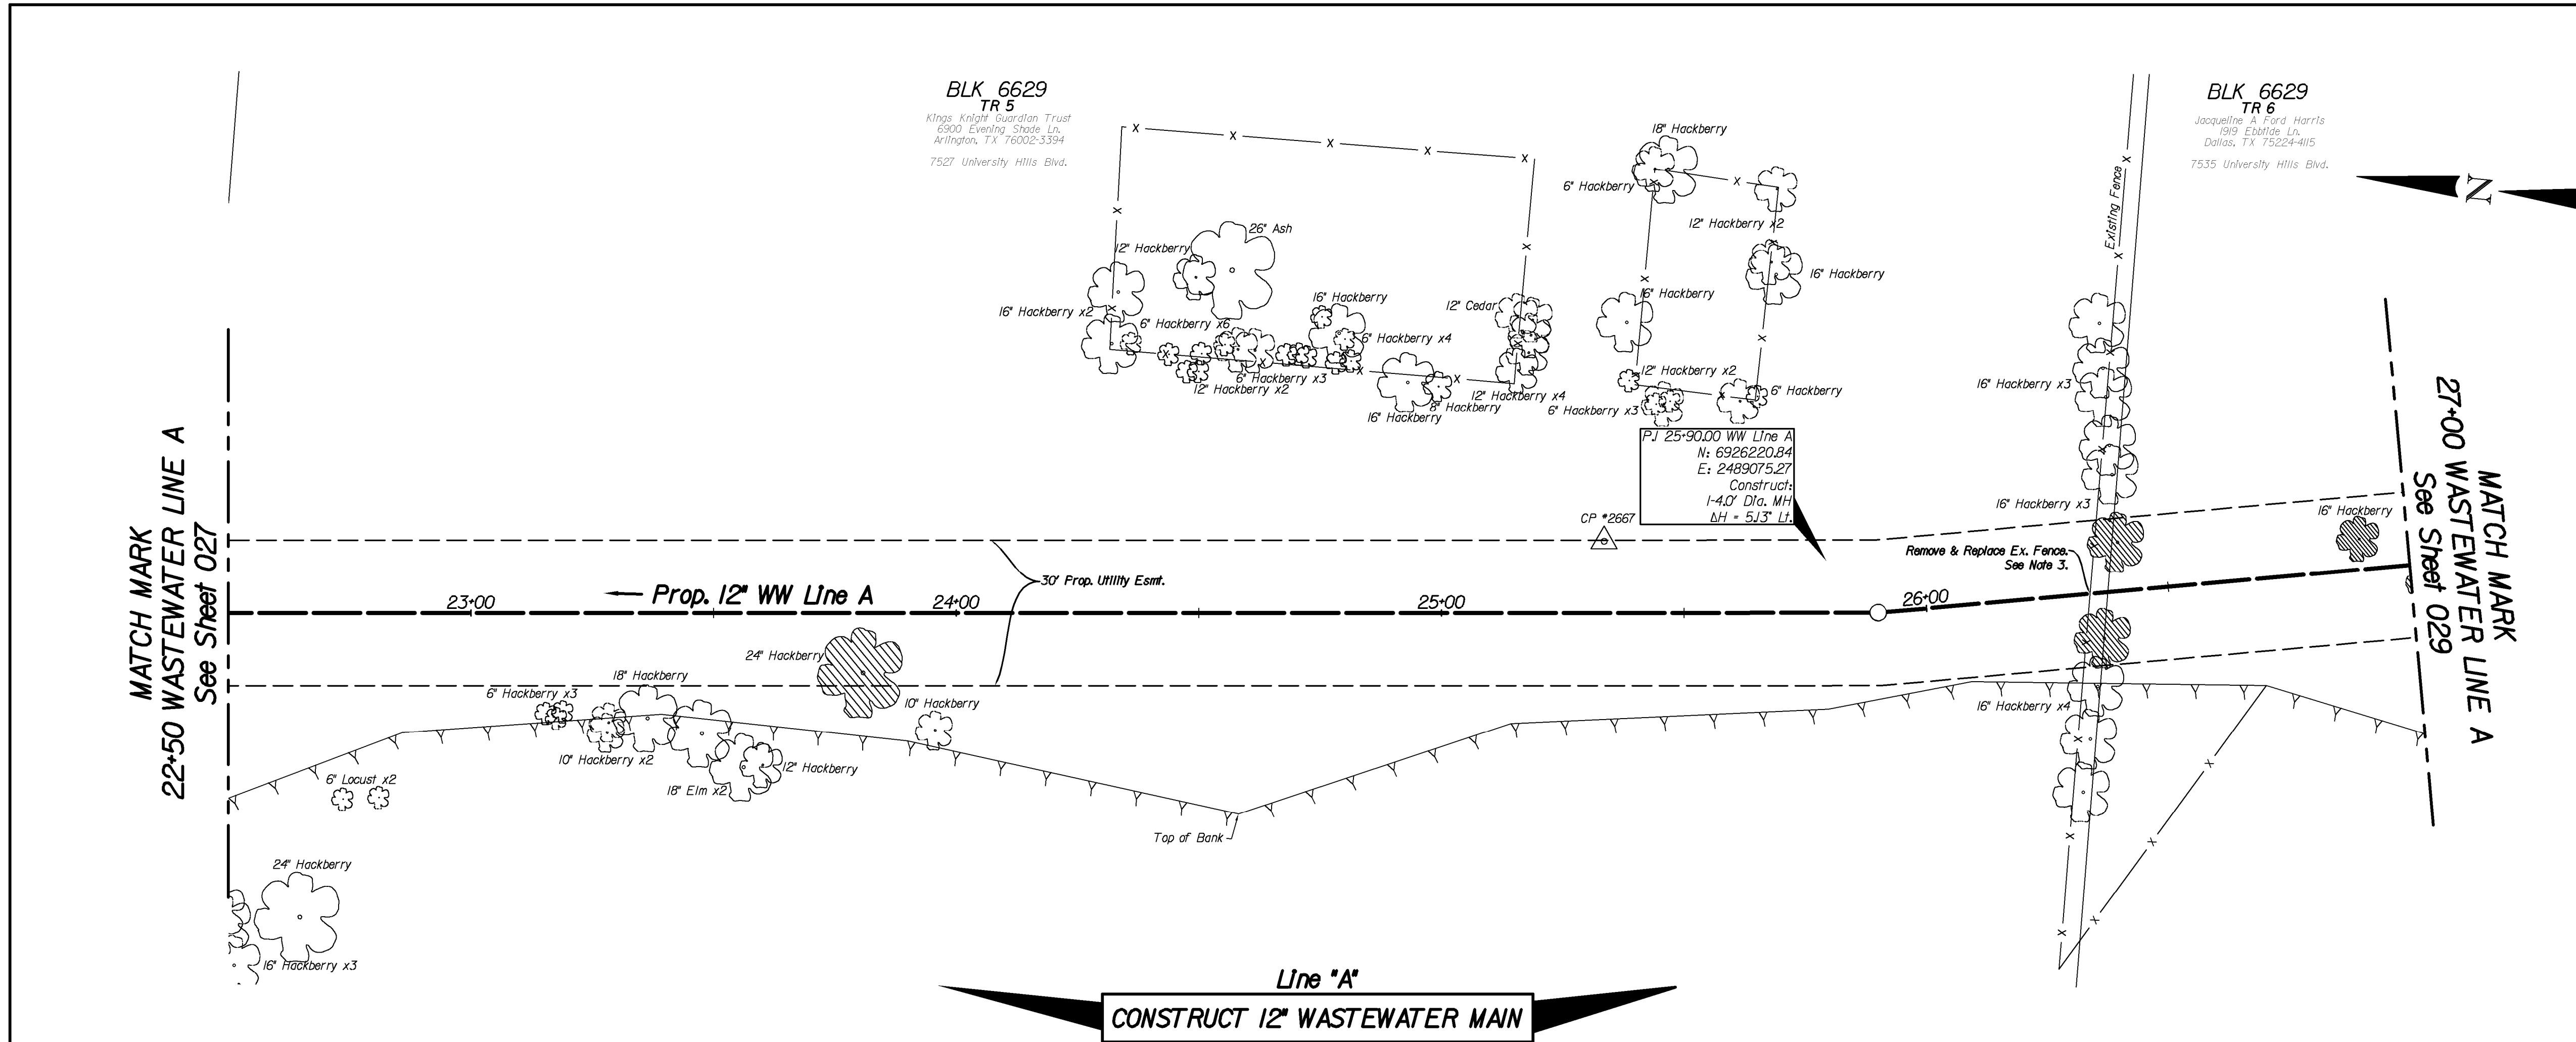 BLK 6629
TR 5
Kings Knight Guardian Trust
6900 Evening Shade Ln.
Arlington, TX 76002-3394
7527 University Hills Blvd.
BLK 6629
TR 6
Jacqueline A Ford Harris
1919 Ebbtide Ln.
Dallas, TX 75224-4115
7535 University Hills Blvd.
N
Existing Fence
18" Hackberry
6" Hackberry
12" Hackberry x2
16" Hackberry
16" Hackberry
12" Hackberry x2
6" Hackberry
6" Hackberry x3
26" Ash
12" Hackberry
16" Hackberry x2
6" Hackberry x6
16" Hackberry
6" Hackberry x4
12" Cedar
6" Hackberry x3
12" Hackberry x2
16" Hackberry
8" Hackberry
12" Hackberry x4
16" Hackberry x3
16" Hackberry x3
16" Hackberry
P.I 25+90.00 WW Line A
N: 6926220.84
E: 2489075.27
Construct:
1-4.0' Dia. MH
ΔH = 5.13° Lt.
CP #2667
Remove & Replace Ex. Fence.
See Note 3.
MATCH MARK
22+50 WASTEWATER LINE A
See Sheet 027
MATCH MARK
27+00 WASTEWATER LINE A
See Sheet 029
30' Prop. Utility Esmt.
Prop. 12" WW Line A
23+00
24+00
25+00
26+00
24" Hackberry
18" Hackberry
6" Hackberry x3
10" Hackberry
10" Hackberry x2
12" Hackberry
18" Elm x2
6" Locust x2
16" Hackberry x4
Top of Bank
24" Hackberry
16" Hackberry x3
Line "A"
CONSTRUCT 12" WASTEWATER MAIN